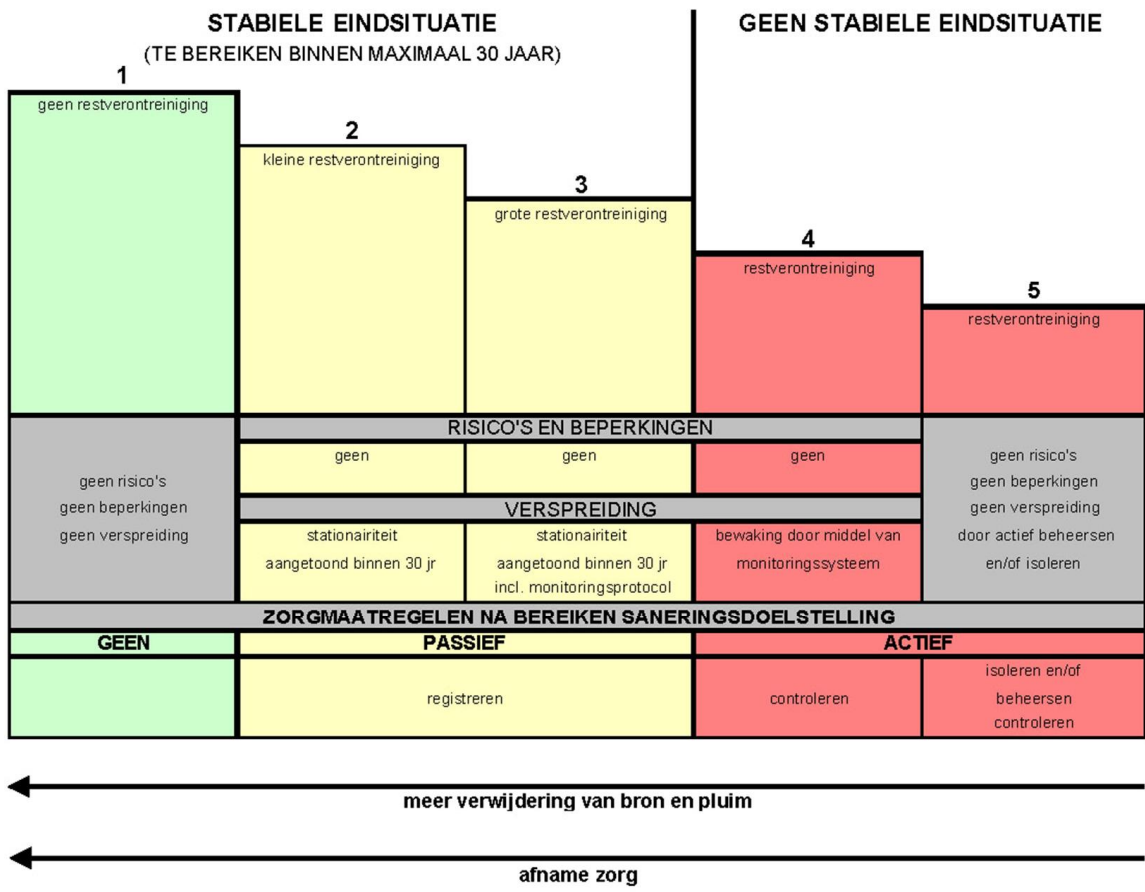 STABIELE EINDSITUATIE
(TE BEREIKEN BINNEN MAXIMAAL 30 JAAR)
GEEN STABIELE EINDSITUATIE
1
geen restverontreiniging
2
kleine restverontreiniging
3
grote restverontreiniging
4
restverontreiniging
5
restverontreiniging
geen risico's
geen beperkingen
geen verspreiding
RISICO'S EN BEPERKINGEN
geen
geen
geen
VERSPREIDING
stationairiteit
aangetoond binnen 30 jr
stationairiteit
aangetoond binnen 30 jr
incl. monitoringsprotocol
bewaking door middel van
monitoringssysteem
geen risico's
geen beperkingen
geen verspreiding
door actief beheersen
en/of isoleren
ZORGMAATREGELEN NA BEREIKEN SANERINGSDOELSTELLING
GEEN
PASSIEF
ACTIEF
registreren
controleren
isoleren en/of
beheersen
controleren
meer verwijdering van bron en pluim
afname zorg